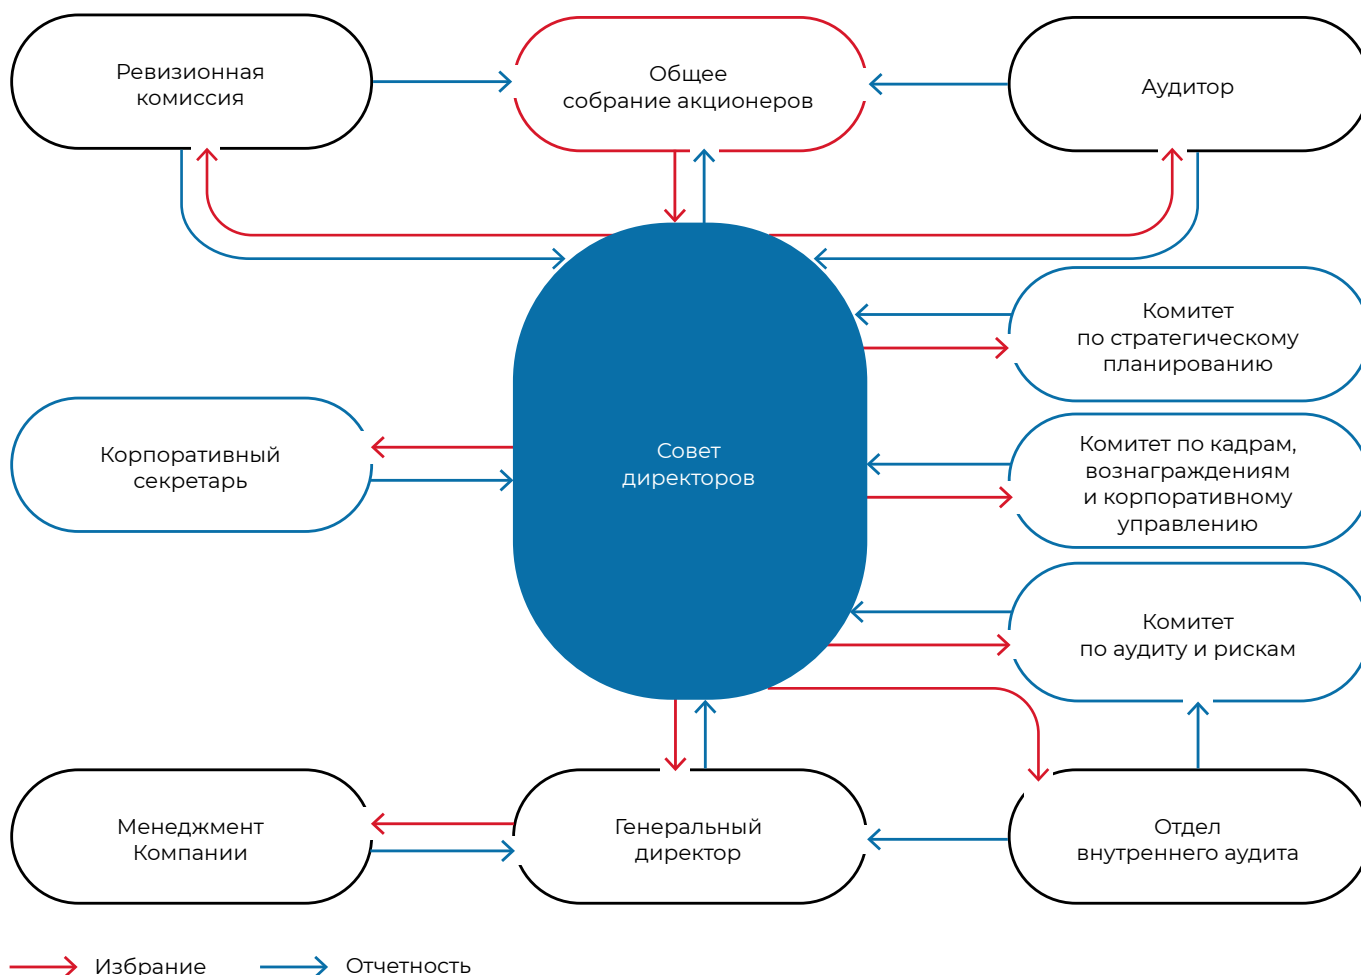 Ревизионная
комиссия
Общее
собрание акционеров
Аудитор
Комитет
по стратегическому
планированию
Корпоративный
секретарь
Совет
директоров
Комитет по кадрам,
вознаграждениям
и корпоративному
управлению
Комитет
по аудиту и рискам
Менеджмент
Компании
Генеральный
директор
Отдел
внутреннего аудита
Избрание
Отчетность